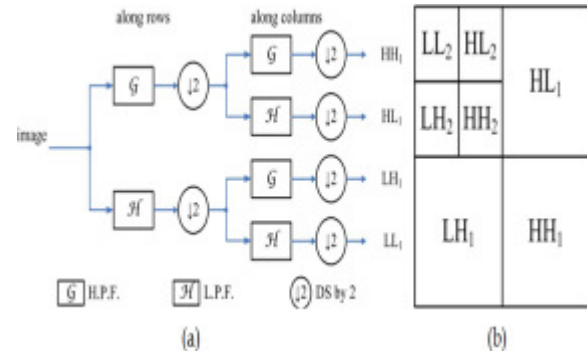 along rows along columns
G ↓2 G ↓2 HH₁
H ↓2 HL₁
image
H ↓2 G ↓2 LH₁
H ↓2 LL₁
G H.P.F. H L.P.F. ↓2 DS by 2
(a)
LL₂ HL₂ HL₁
LH₂ HH₂
LH₁ HH₁
(b)